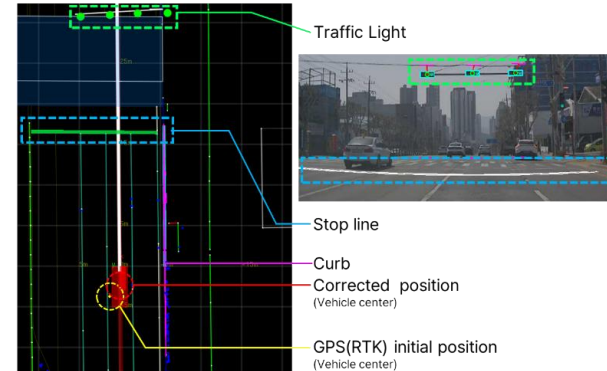 Traffic Light
Stop line
Curb
Corrected position
(Vehicle center)
GPS(RTK) initial position
(Vehicle center)